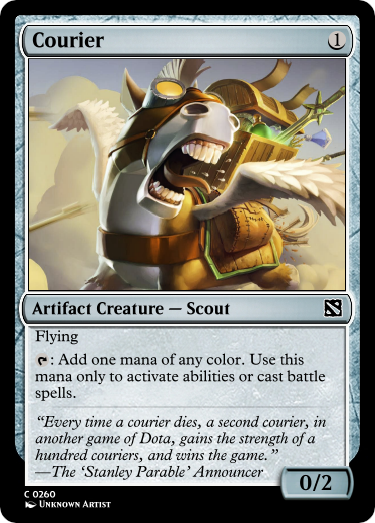 Courier
1
Artifact Creature — Scout
Flying
: Add one mana of any color. Use this
mana only to activate abilities or cast battle
spells.
“Every time a courier dies, a second courier, in
another game of Dota, gains the strength of a
hundred couriers, and wins the game.”
—The ‘Stanley Parable’ Announcer
0/2
C 0260
Unknown Artist